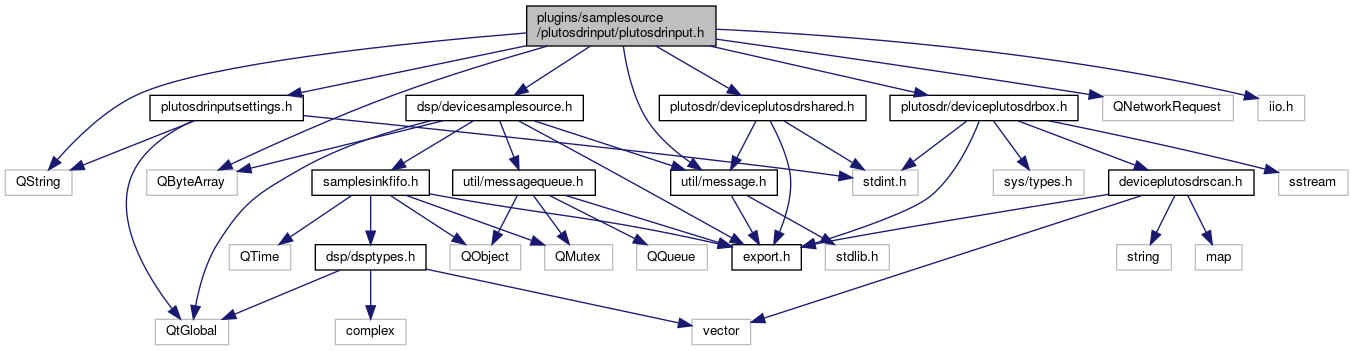 plugins/samplesource
/plutosdrinput/plutosdrinput.h
plutosdrinputsettings.h
dsp/devicesamplesource.h
plutosdr/deviceplutosdrshared.h
plutosdr/deviceplutosdrbox.h
QNetworkRequest
iio.h
QString
QByteArray
samplesinkfifo.h
util/messagequeue.h
util/message.h
stdint.h
sys/types.h
deviceplutosdrscan.h
sstream
QTime
dsp/dsptypes.h
QObject
QMutex
QQueue
export.h
stdlib.h
string
map
QtGlobal
complex
vector